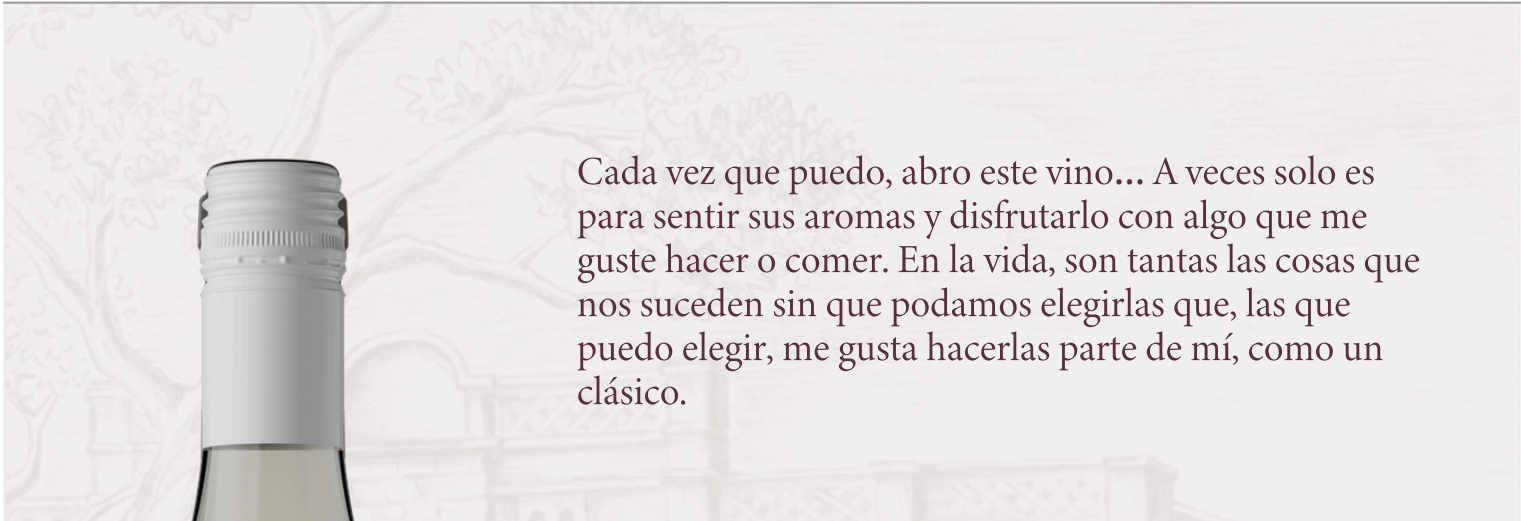 Cada vez que puedo, abro este vino... A veces solo es
para sentir sus aromas y disfrutarlo con algo que me
guste hacer o comer. En la vida, son tantas las cosas que
nos suceden sin que podamos elegirlas que, las que
puedo elegir, me gusta hacerlas parte de mí, como un
clásico.